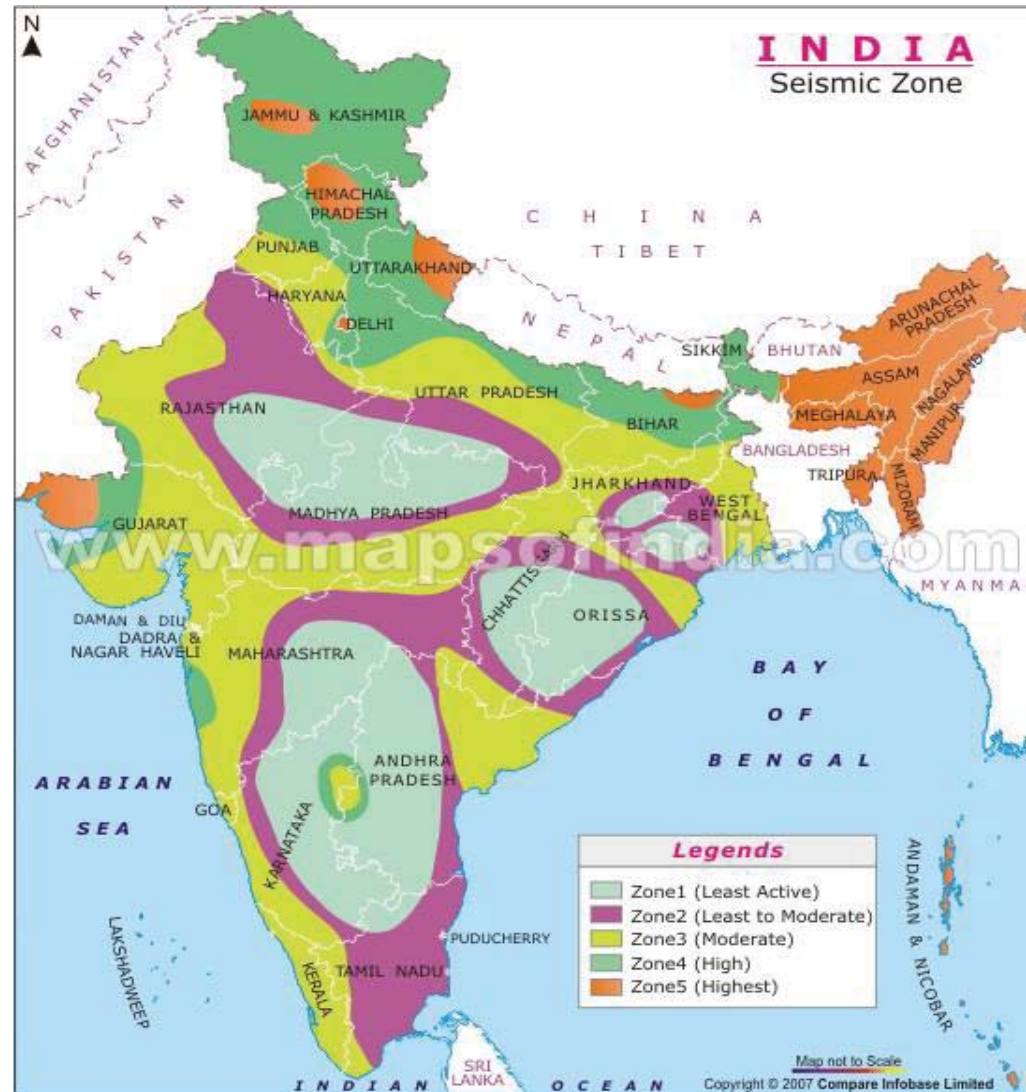 N
INDIA
Seismic Zone
AFGHANISTAN
PAKISTAN
JAMMU & KASHMIR
HIMACHAL
PRADESH
CHINA
TIBET
PUNJAB
UTTARAKHAND
HARYANA
DELHI
NEPAL
SIKKIM
BHUTAN
ARUNACHAL
PRADESH
ASSAM
NAGALAND
MEGHALAYA
MANIPUR
RAJASTHAN
UTTAR PRADESH
BIHAR
BANGLADESH
TRIPURA
MIZORAM
JHARKHAND
WEST
BENGAL
MADHYA PRADESH
GUJARAT
www.mapsofindia.com
CHHATTISGARH
MYANMA
ORISSA
DAMAN & DIU
DADRA &
NAGAR HAVELI
MAHARASHTRA
BAY
OF
BENGAL
ANDHRA
PRADESH
ARABIAN
SEA
GOA
KARNATAKA
Legends
Zone1 (Least Active)
Zone2 (Least to Moderate)
Zone3 (Moderate)
Zone4 (High)
Zone5 (Highest)
ANDAMAN & NICOBAR
LAKSHADWEEP
PUDUCHERRY
KERALA
TAMIL NADU
SRI
LANKA
INDIAN OCEAN
Map not to Scale
Copyright © 2007 Compare Infobase Limited